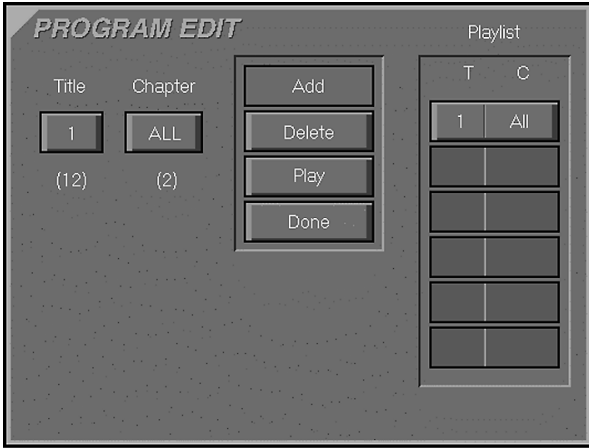 PROGRAM EDIT
Playlist
T C
Title Chapter
1 ALL
(12) (2)
Add
Delete
Play
Done
1 All